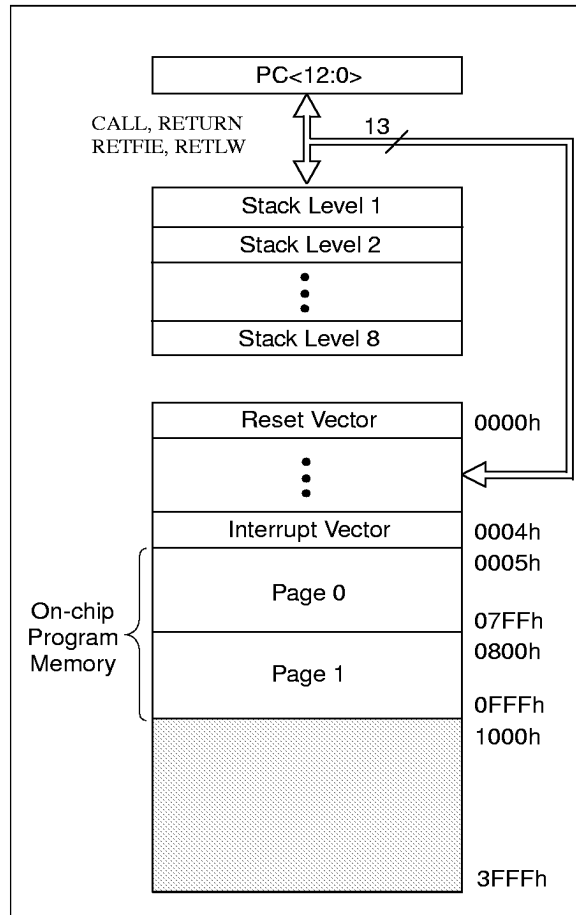 PC<12:0>
CALL, RETURN
RETFIE, RETLW
13
Stack Level 1
Stack Level 2
Stack Level 8
Reset Vector
0000h
Interrupt Vector
0004h
0005h
On-chip
Program
Memory
Page 0
07FFh
0800h
Page 1
0FFFh
1000h
3FFFh